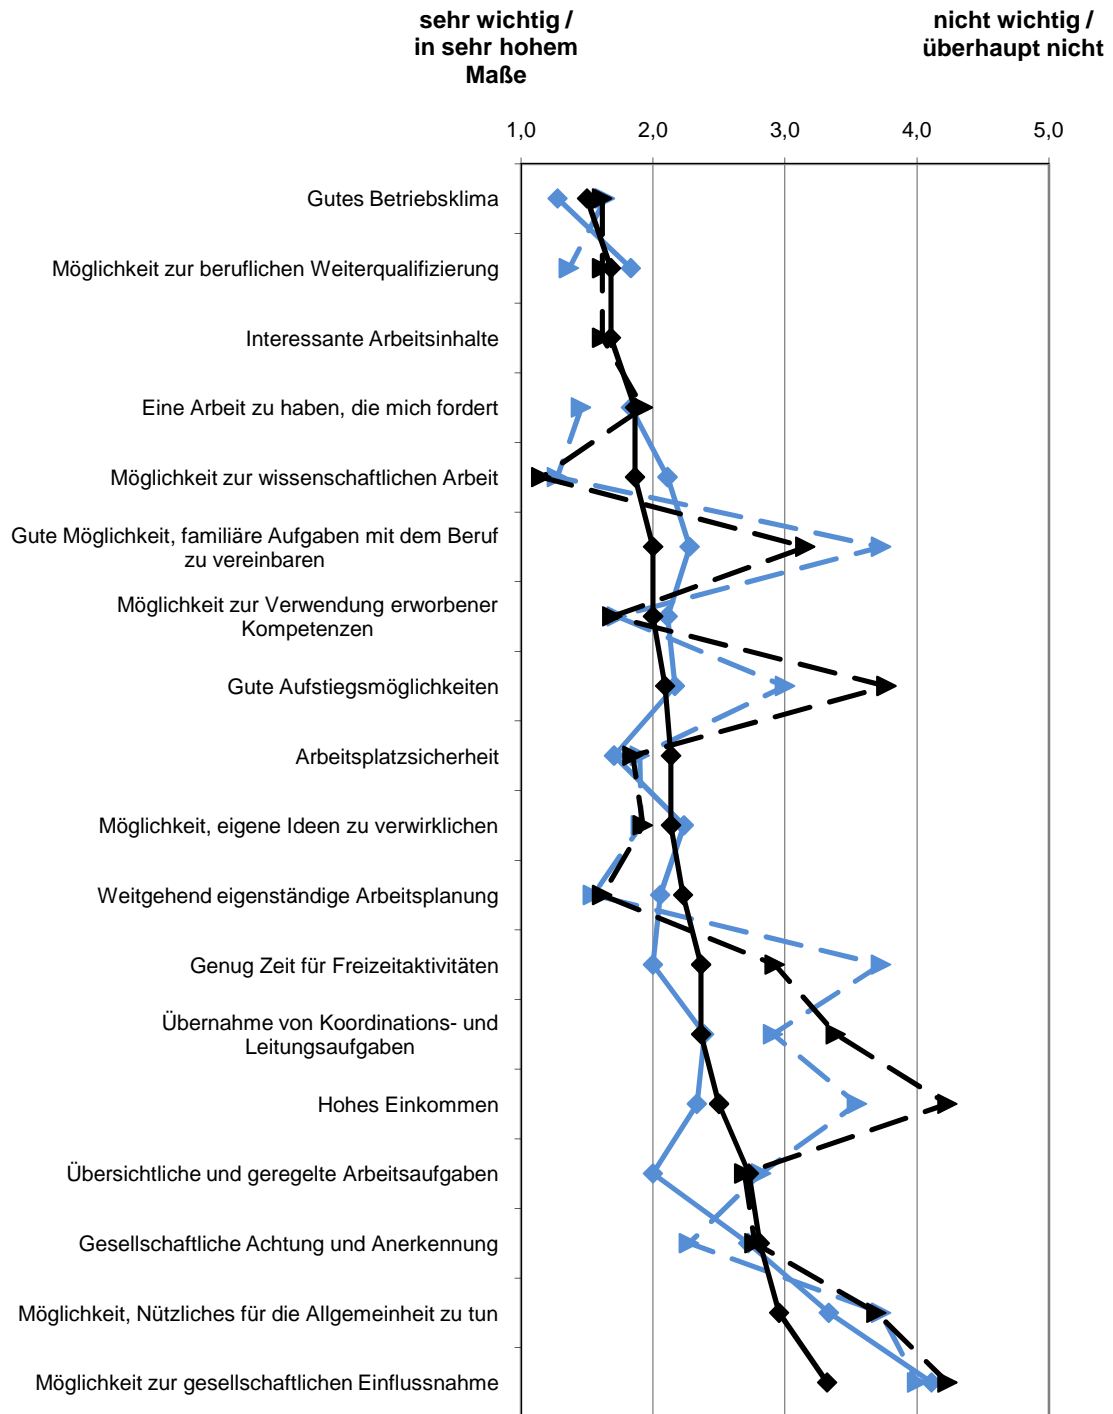 sehr wichtig /
in sehr hohem
Maße
nicht wichtig /
überhaupt nicht
1,0 2,0 3,0 4,0 5,0
Gutes Betriebsklima
Möglichkeit zur beruflichen Weiterqualifizierung
Interessante Arbeitsinhalte
Eine Arbeit zu haben, die mich fordert
Möglichkeit zur wissenschaftlichen Arbeit
Gute Möglichkeit, familiäre Aufgaben mit dem Beruf
zu vereinbaren
Möglichkeit zur Verwendung erworbener
Kompetenzen
Gute Aufstiegsmöglichkeiten
Arbeitsplatzsicherheit
Möglichkeit, eigene Ideen zu verwirklichen
Weitgehend eigenständige Arbeitsplanung
Genug Zeit für Freizeitaktivitäten
Übernahme von Koordinations- und
Leitungsaufgaben
Hohes Einkommen
Übersichtliche und geregelte Arbeitsaufgaben
Gesellschaftliche Achtung und Anerkennung
Möglichkeit, Nützliches für die Allgemeinheit zu tun
Möglichkeit zur gesellschaftlichen Einflussnahme